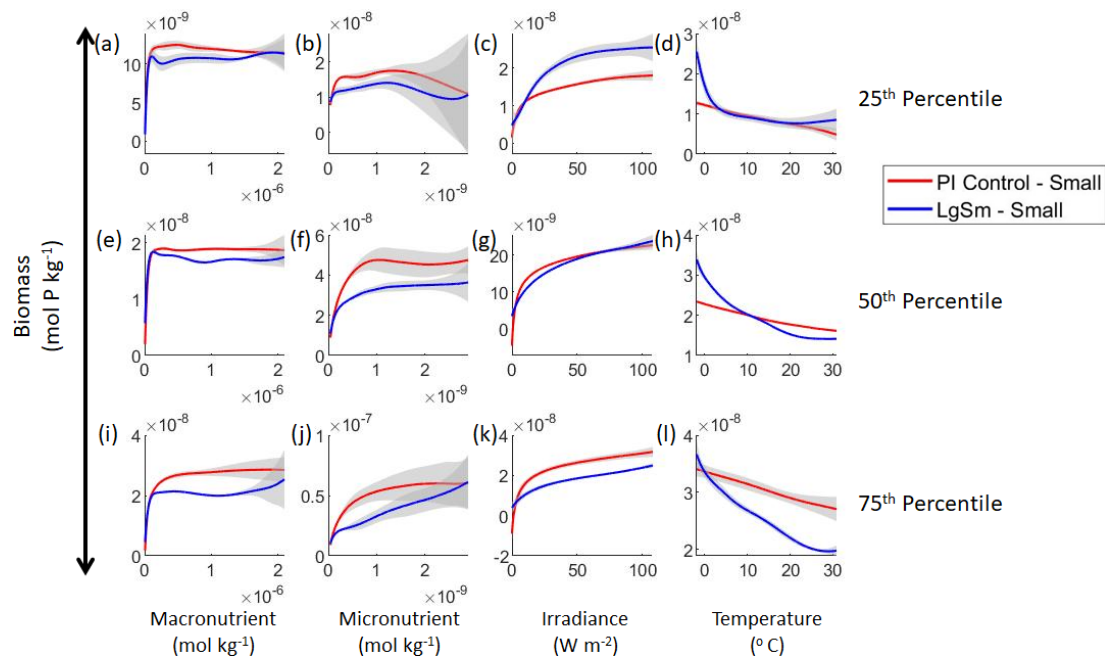 ×10⁻⁹ ×10⁻⁸ ×10⁻⁸ ×10⁻⁸
(a) (b) (c) (d)
10 2 2 3
5 1 1 2
0 0 0 1
0 1 2 0 1 2 0 50 100 0 10 20 30
×10⁻⁶ ×10⁻⁹
25th Percentile
PI Control - Small
LgSm - Small
×10⁻⁸ ×10⁻⁸ ×10⁻⁹ ×10⁻⁸
(e) (f) (g) (h)
2 6 20 4
1 4 10 3
0 2 0 2
0 1
0 1 2 0 1 2 0 50 100 0 10 20 30
×10⁻⁶ ×10⁻⁹
50th Percentile
Biomass
(mol P kg⁻¹)
×10⁻⁸ ×10⁻⁷ ×10⁻⁸ ×10⁻⁸
(i) (j) (k) (l)
4 1 4 4
2 0.5 2 3
0 0 0 2
-2
0 1 2 0 1 2 0 50 100 0 10 20 30
×10⁻⁶ ×10⁻⁹
75th Percentile
Macronutrient
(mol kg⁻¹)
Micronutrient
(mol kg⁻¹)
Irradiance
(W m⁻²)
Temperature
(° C)